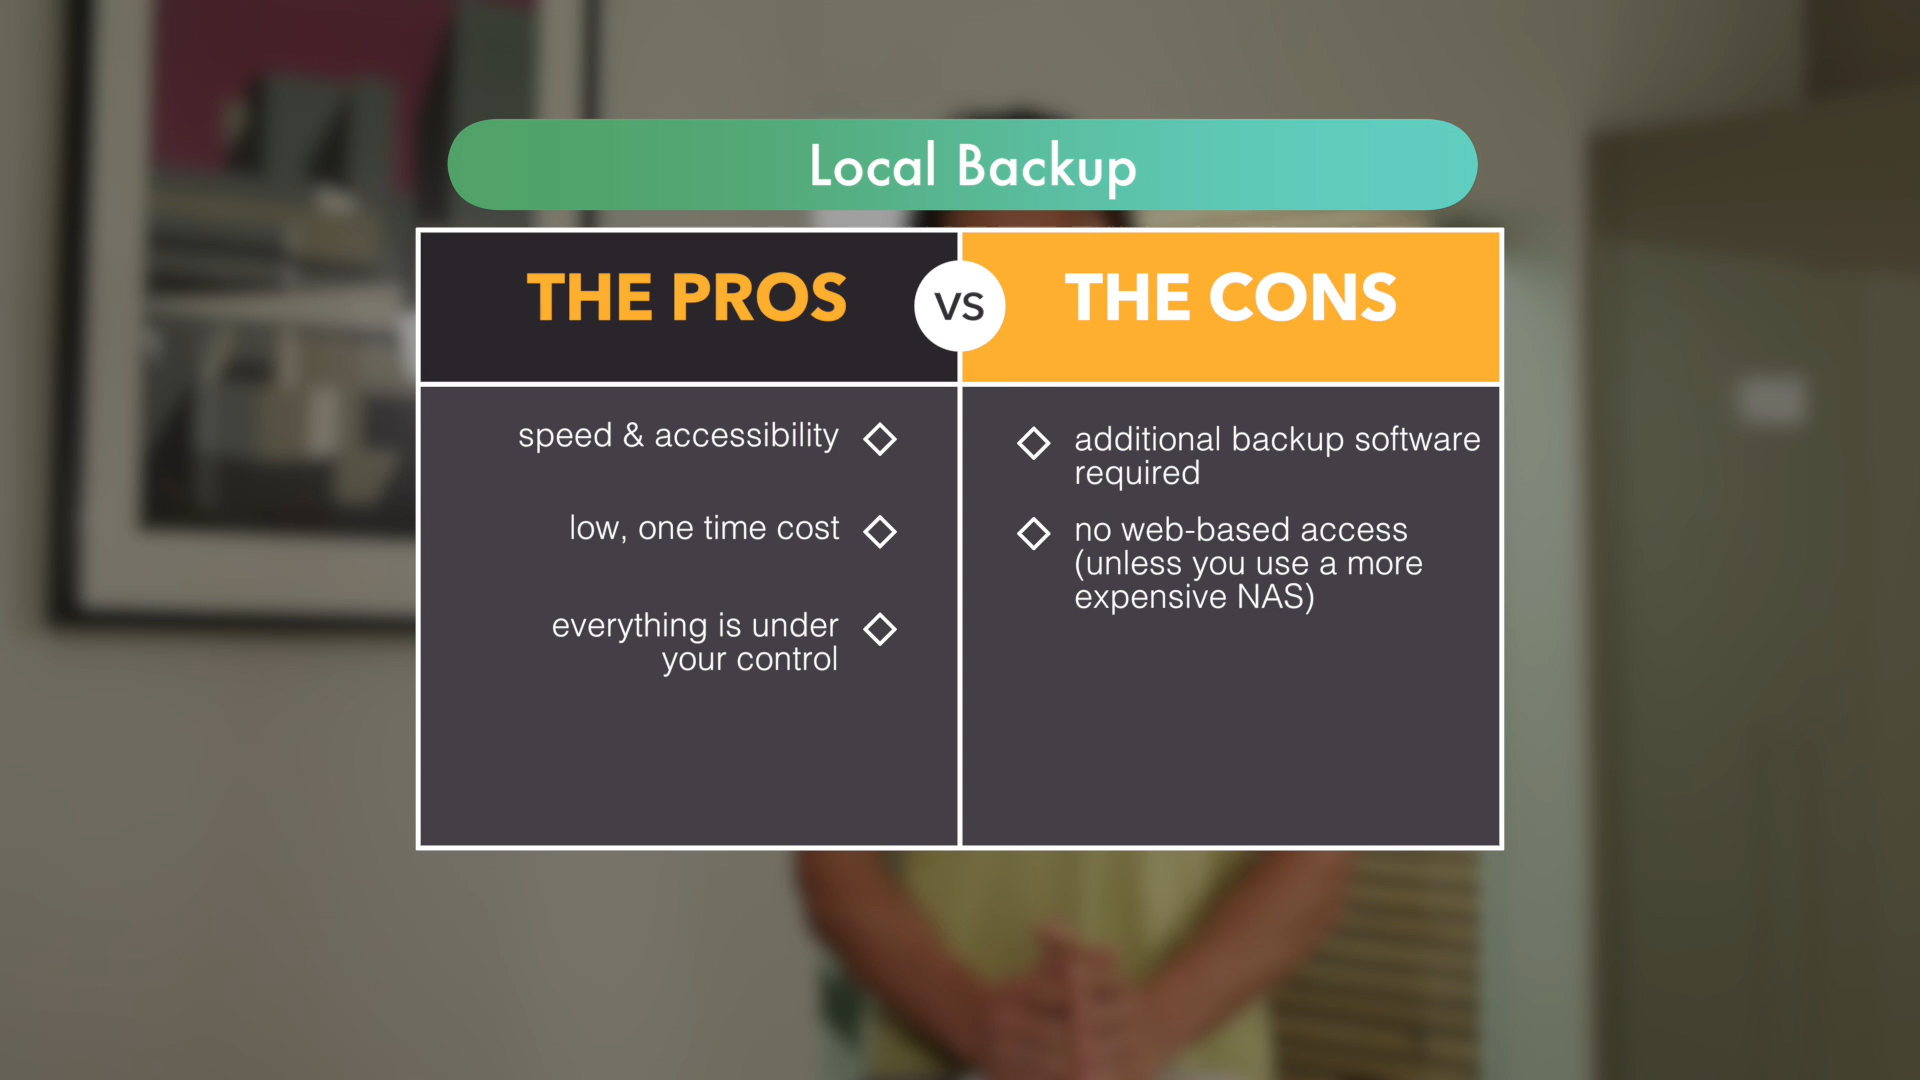 Local Backup
THE PROS
VS
THE CONS
speed & accessibility
low, one time cost
everything is under
your control
additional backup software
required
no web-based access
(unless you use a more
expensive NAS)